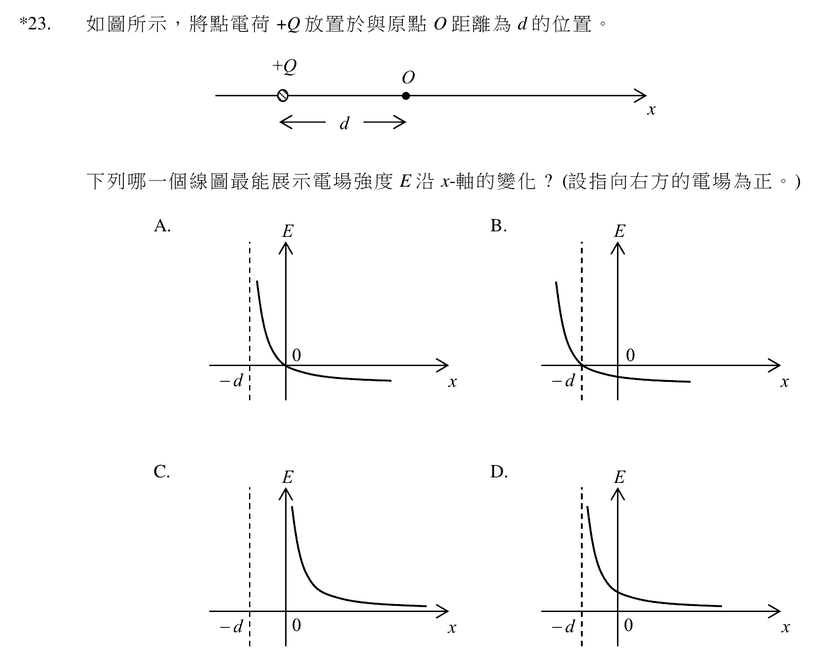 *23. 如圖所示，將點電荷 +Q 放置於與原點 O 距離為 d 的位置。
+Q
O
x
d
下列哪一個線圖最能展示電場強度 E 沿 x-軸的變化？(設指向右方的電場為正。)
A. B.
E E
0 0
−d x −d x
C. D.
E E
−d 0 x −d 0 x